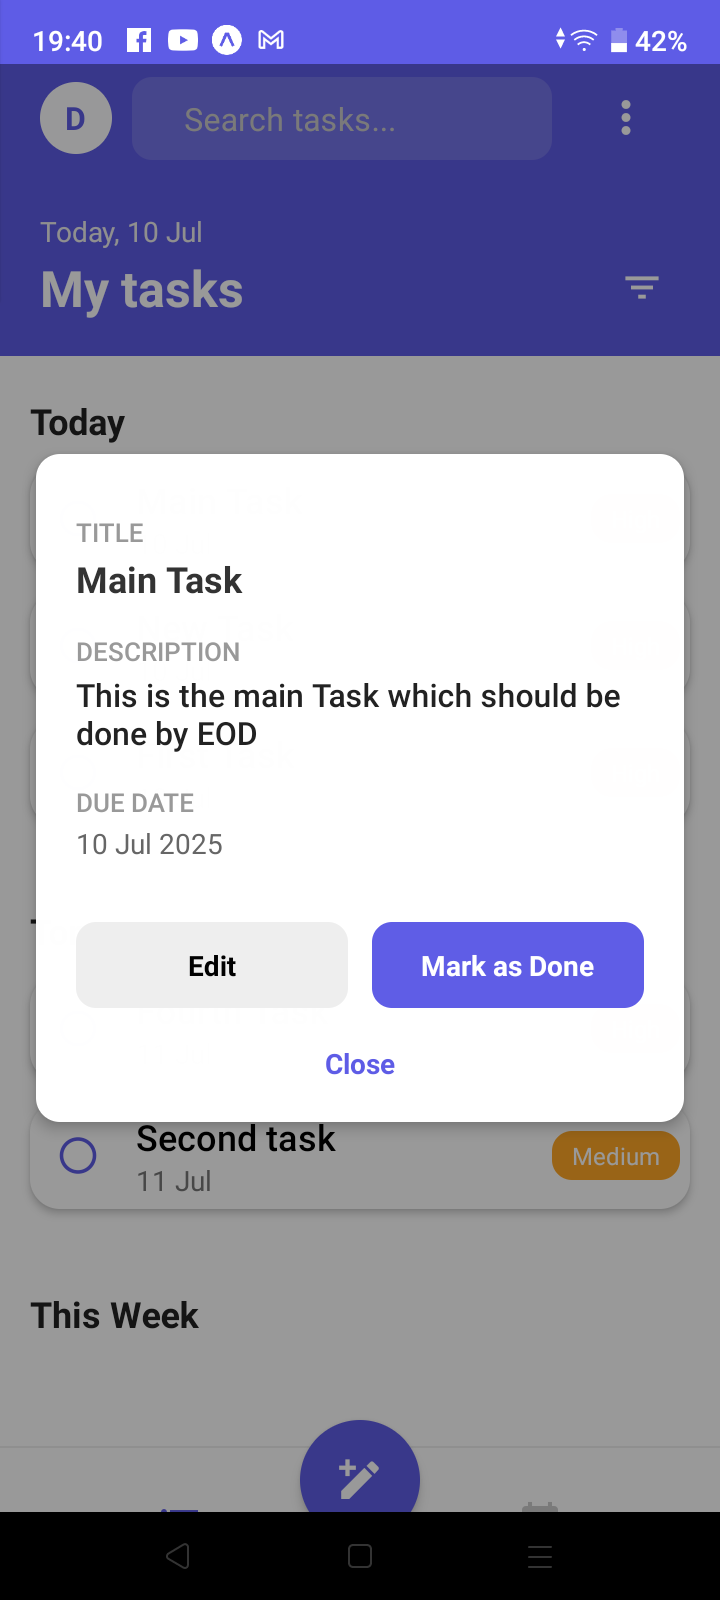 19:40
42%
D
Search tasks...
Today, 10 Jul
My tasks
Today
TITLE
Main Task
DESCRIPTION
This is the main Task which should be
done by EOD
DUE DATE
10 Jul 2025
Edit
Mark as Done
Close
Second task
Medium
11 Jul
This Week